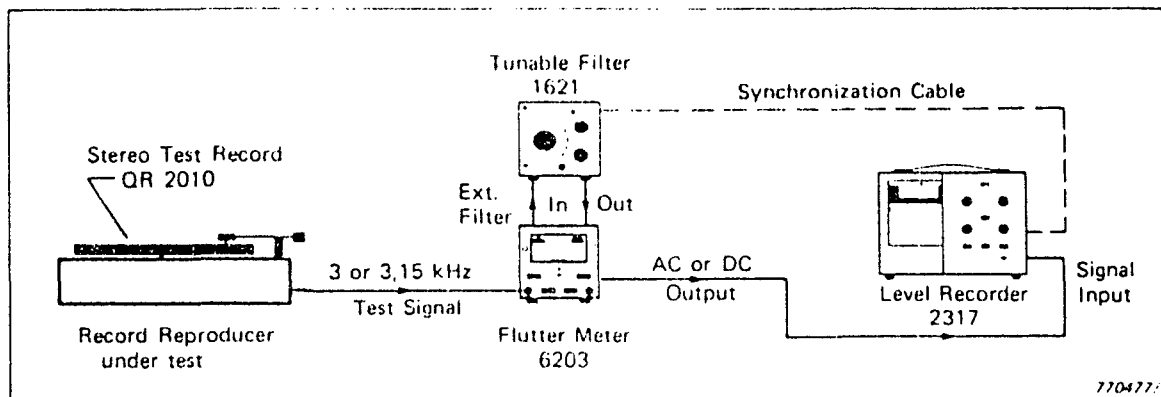 Tunable Filter
1621
Synchronization Cable
Stereo Test Record
QR 2010
Ext.
Filter
In
Out
3 or 3,15 kHz
Test Signal
AC or DC
Output
Signal
Input
Level Recorder
2317
Record Reproducer
under test
Flutter Meter
6203